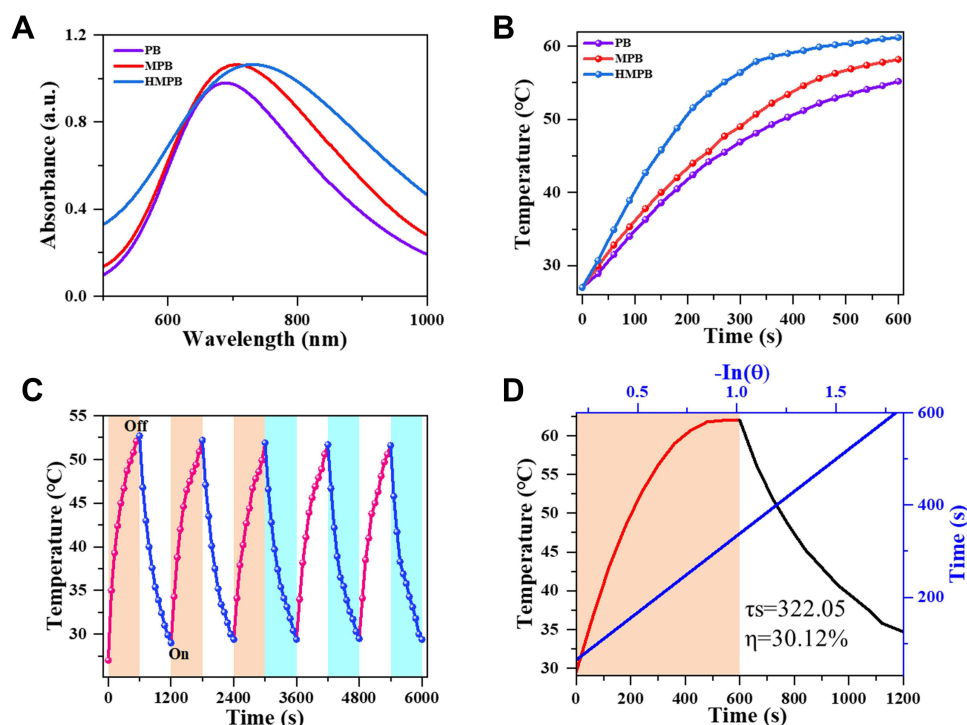 A
PB
MPB
HMPB
1.2
0.8
0.4
0.0
Absorbance (a.u.)
600
800
1000
Wavelength (nm)
B
PB
MPB
HMPB
60
50
40
30
Temperature (℃)
0
100
200
300
400
500
600
Time (s)
C
55
50
45
40
35
30
Temperature (℃)
Off
On
0
1200
2400
3600
4800
6000
Time (s)
D
-In(θ)
0.5
1.0
1.5
60
55
50
45
40
35
30
Temperature (℃)
600
400
200
Time (s)
τs=322.05
η=30.12%
0
200
400
600
800
1000
1200
Time (s)